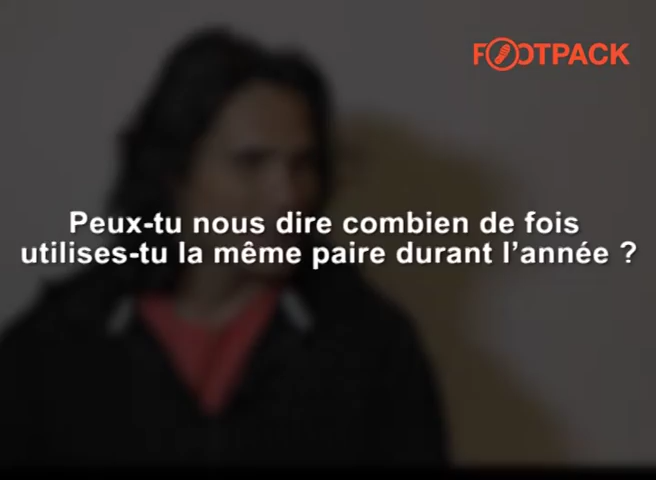 FOOTPACK
Peux-tu nous dire combien de fois
utilises-tu la même paire durant l'année ?